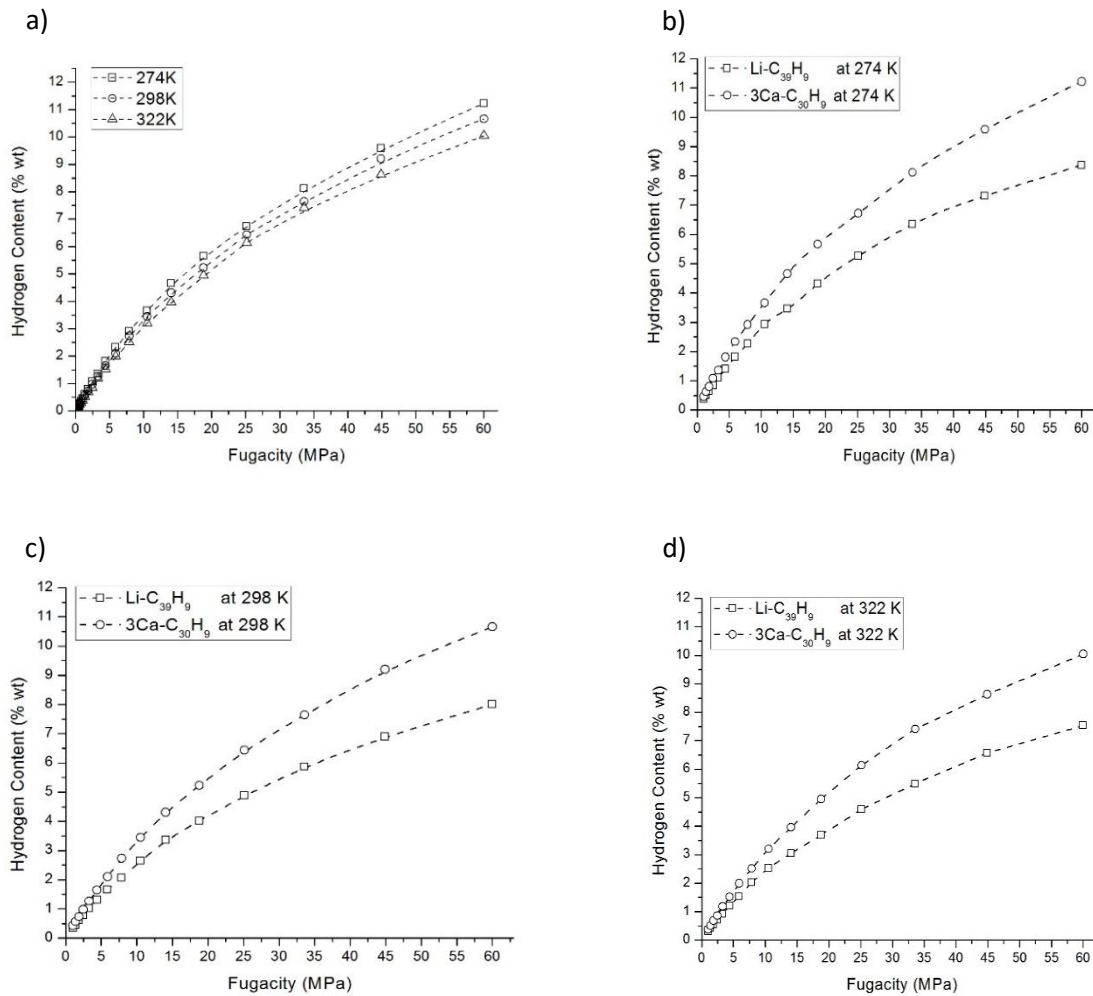 a)
274K
298K
322K
12
11
10
9
8
7
6
5
4
3
2
1
0
0 5 10 15 20 25 30 35 40 45 50 55 60
Hydrogen Content (% wt)
Fugacity (MPa)
b)
Li-C₃₉H₉ at 274 K
3Ca-C₃₀H₉ at 274 K
12
11
10
9
8
7
6
5
4
3
2
1
0
0 5 10 15 20 25 30 35 40 45 50 55 60
Hydrogen Content (% wt)
Fugacity (MPa)
c)
Li-C₃₉H₉ at 298 K
3Ca-C₃₀H₉ at 298 K
12
11
10
9
8
7
6
5
4
3
2
1
0
0 5 10 15 20 25 30 35 40 45 50 55 60
Hydrogen Content (% wt)
Fugacity (MPa)
d)
Li-C₃₉H₉ at 322 K
3Ca-C₃₀H₉ at 322 K
12
11
10
9
8
7
6
5
4
3
2
1
0
0 5 10 15 20 25 30 35 40 45 50 55 60
Hydrogen Content (% wt)
Fugacity (MPa)